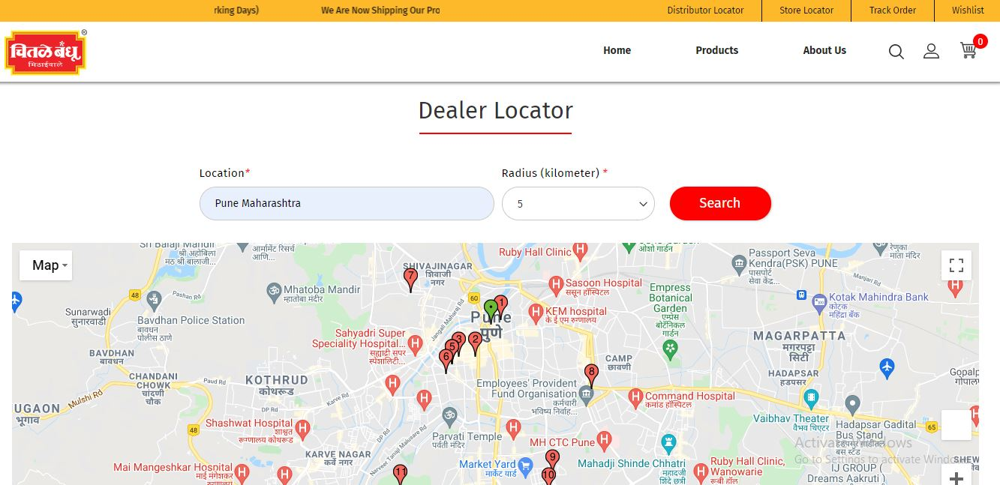 rking Days)
We Are Now Shipping Our Pro
Distributor Locator
Store Locator
Track Order
Wishlist
चितळे बंधू
मिठाईवाले
®
Home
Products
About Us
0
Dealer Locator
Location*
Radius (kilometer) *
Pune Maharashtra
5
Search
Map
Sri Balaji Mandir
श्री अहोबिला
मठ श्री बालाजी...
आर्मामेंट रिसर्च
आणि...
SHIVAJINAGAR
शिवाजी
नगर
7
Ruby Hall Clinic
ओशो गार्डन
Passport Seva
Kendra(PSK) PUNE
पासपोर्ट
सेवा केंद्र...
रेणुका
माता मंदिर
Manjari Rd
48
Pashan Rd
Mhatoba Mandir
म्हातोबा मंदिर
60
Sasoon Hospital
ससून हॉस्पिटल
Empress
Botanical
Garden
एम्प्रेस
बोटॅनिकल
गार्डन
Kotak Mahindra Bank
कोटक
महिंद्रा बँक
Sunarwadi
सुनारवाडी
Bavdhan Police Station
बावधन
पोलीस ठाणे
Jangali Maharaj Rd
1
Pune
पुणे
KEM hospital
के ई एम रुग्णालय
Sahyadri Super
Speciality Hospital...
सह्याद्री सुपर
स्पेशालिटी...
3
2
5
6
MAGARPATTA
मगरपट्टा
सिटी
BAVDHAN
बावधन
CAMP
छावणी
8
HADAPSAR
हडपसर
Gopalp
गोपाल
CHANDANI
CHOWK
चांदणी
चौक
Paud Rd
KOTHRUD
कोथरूड
Karve Rd
Employees' Provident
Fund Organisation
कर्मचारी
भविष्य निर्वाह...
Command Hospital
कमांड हॉस्पिटल
Mulshi Rd
UGAON
भूगाव
DP Rd
Vaibhav Theater
वैभव थिएटर
Hadapsar Gadital
Bus Stand
हडपसर गाडीतळ
बस स्टँड
65
48
Shashwat Hospital
शाश्वत
रूग्णालय कोथरूड
DP Rd
Parvati Temple
पर्वती मंदिर
MH CTC Pune
Activate Windows
Go to Settings to activate Windows.
KARVE NAGAR
कर्वे नगर
Narveer Tanaji Malusare Rd
Market Yard
मार्केट यार्ड
9
10
Mahadji Shinde Chhatri
महादजी
शिंदे छत्री
Ruby Hall Clinic,
Wanowarie
रूबी हॉल
IJ GROUP (
Dreams Aakruti )
SHEW
Mai Mangeshkar Hospital
माई मंगेशकर
हॉस्पिटल
11